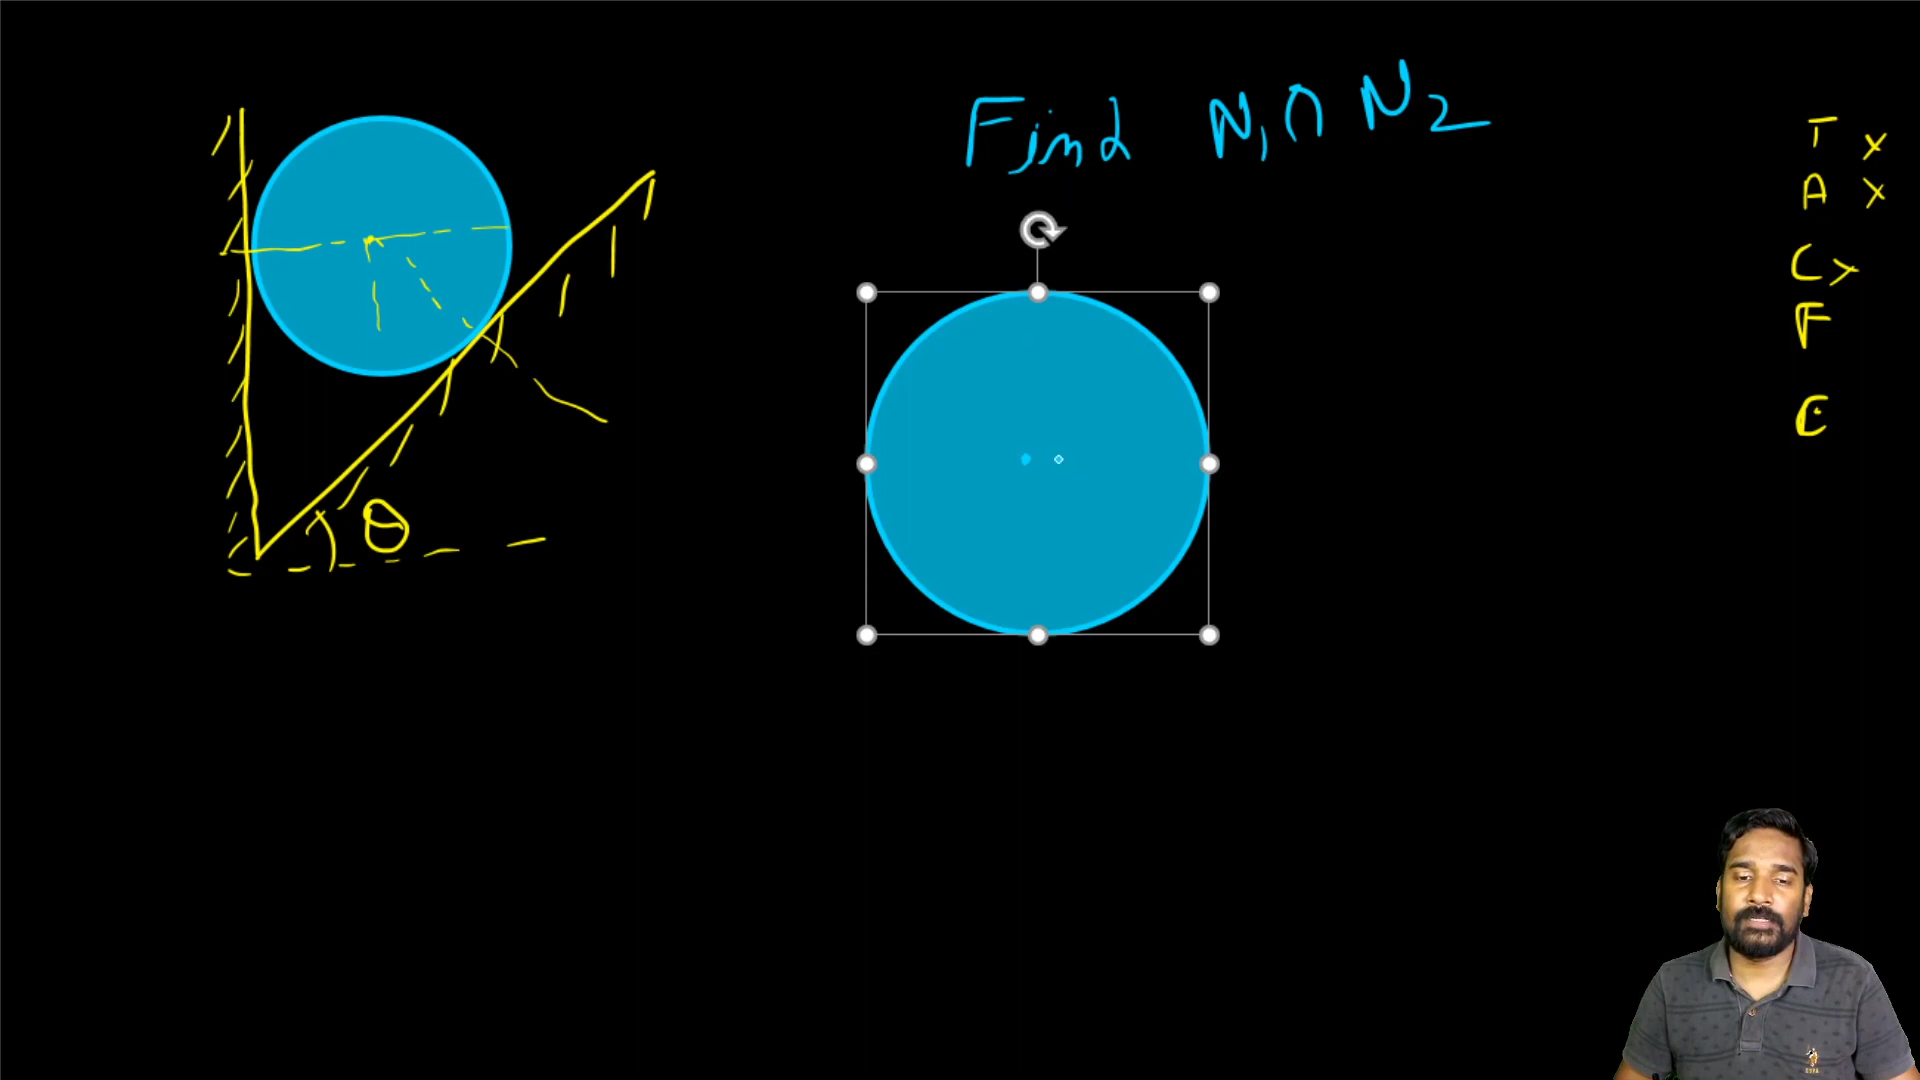 Find N₁ ∩ N₂
T x
A x
C x
F
E
θ